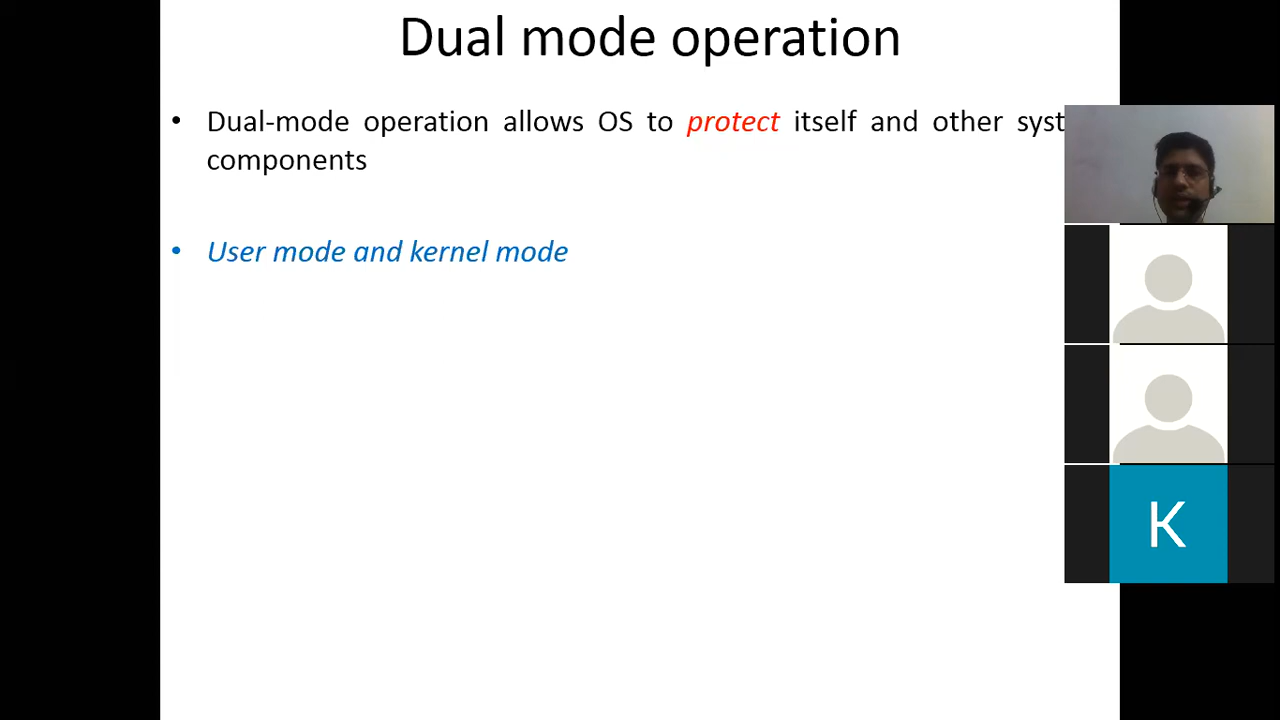 Dual mode operation
• Dual-mode operation allows OS to protect itself and other syst
components
• User mode and kernel mode
K